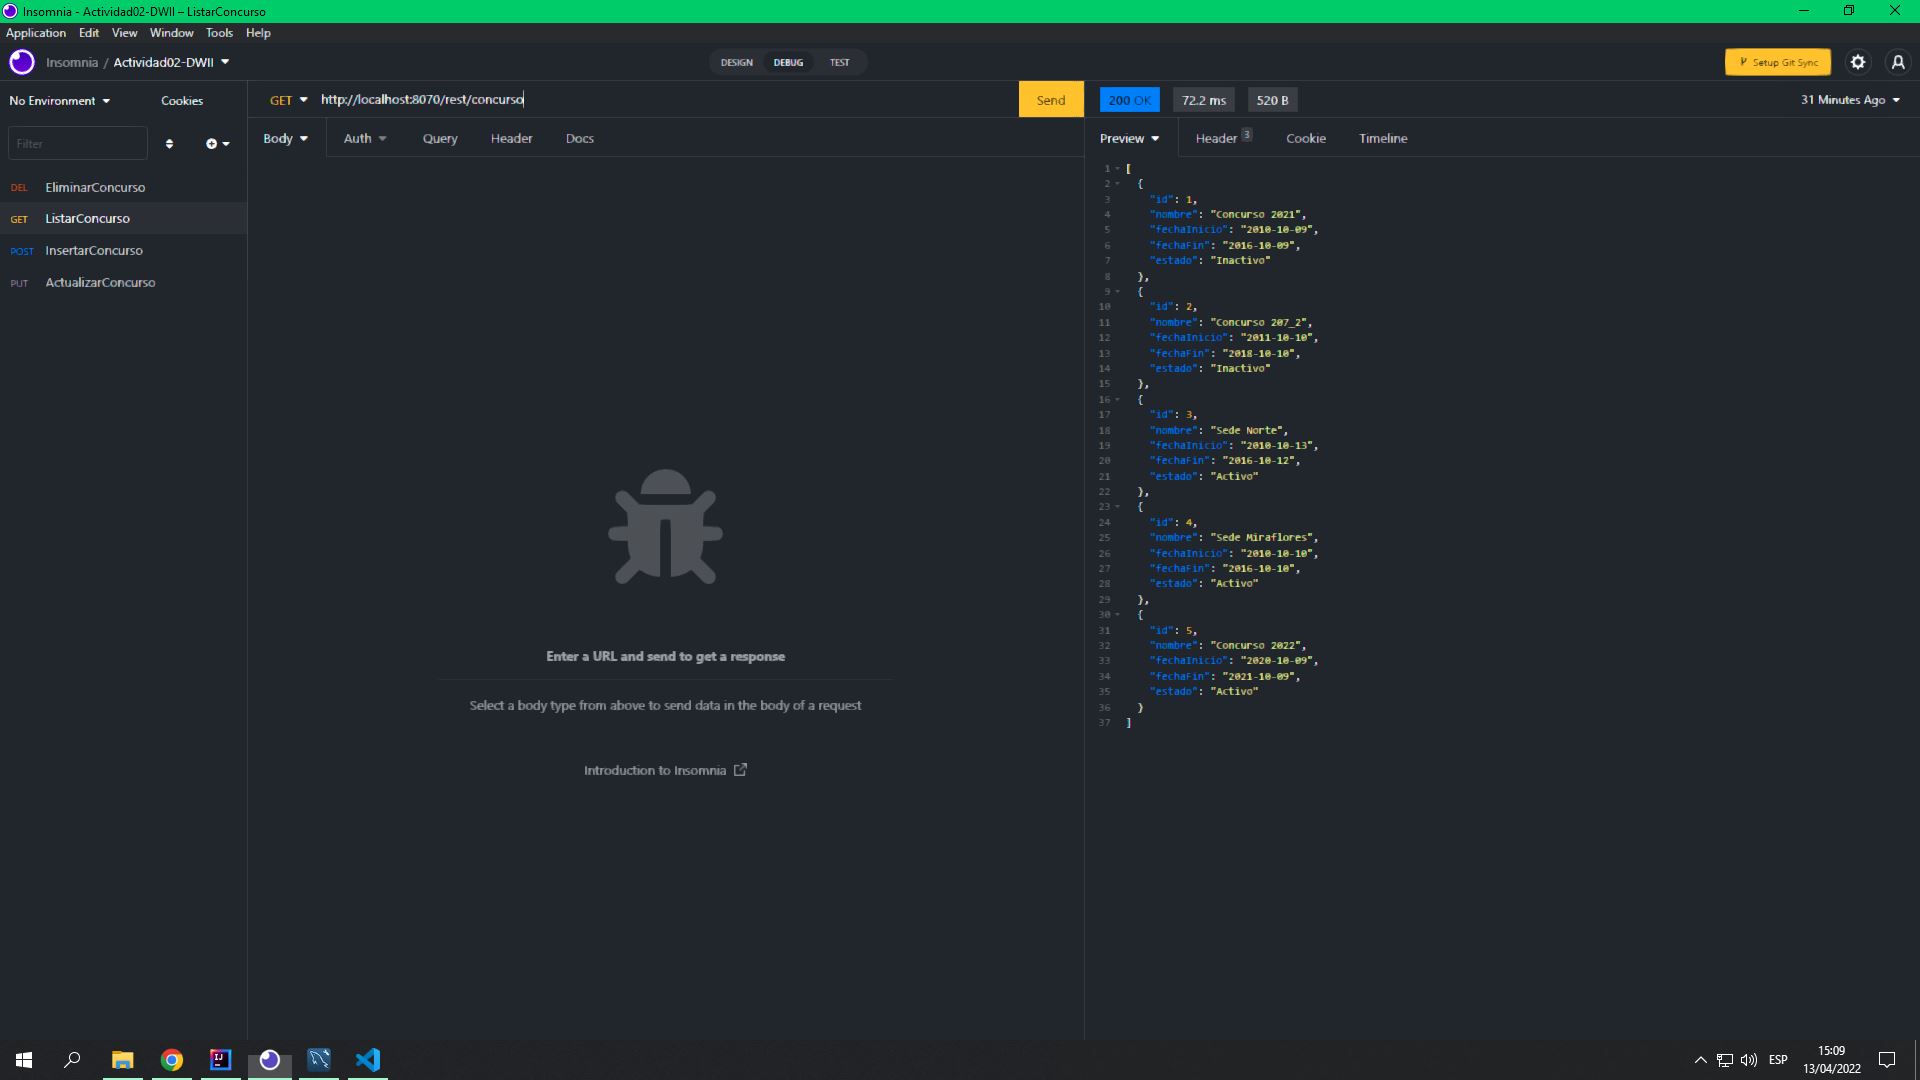 Insomnia - Actividad02-DWII – ListarConcurso
Application Edit View Window Tools Help
Insomnia / Actividad02-DWII
DESIGN DEBUG TEST
Setup Git Sync
No Environment Cookies
GET http://localhost:8070/rest/concurso
Send
200 OK 72.2 ms 520 B
31 Minutes Ago
Filter
Body Auth Query Header Docs
Preview Header 3 Cookie Timeline
DEL EliminarConcurso
GET ListarConcurso
POST InsertarConcurso
PUT ActualizarConcurso
Enter a URL and send to get a response
Select a body type from above to send data in the body of a request
Introduction to Insomnia
1 [
2 {
3 "id": 1,
4 "nombre": "Concurso 2021",
5 "fechaInicio": "2010-10-09",
6 "fechaFin": "2016-10-09",
7 "estado": "Inactivo"
8 },
9 {
10 "id": 2,
11 "nombre": "Concurso 207_2",
12 "fechaInicio": "2011-10-10",
13 "fechaFin": "2018-10-10",
14 "estado": "Inactivo"
15 },
16 {
17 "id": 3,
18 "nombre": "Sede Norte",
19 "fechaInicio": "2010-10-13",
20 "fechaFin": "2016-10-12",
21 "estado": "Activo"
22 },
23 {
24 "id": 4,
25 "nombre": "Sede Miraflores",
26 "fechaInicio": "2010-10-10",
27 "fechaFin": "2016-10-10",
28 "estado": "Activo"
29 },
30 {
31 "id": 5,
32 "nombre": "Concurso 2022",
33 "fechaInicio": "2020-10-09",
34 "fechaFin": "2021-10-09",
35 "estado": "Activo"
36 }
37 ]
IJ
ESP
15:09
13/04/2022